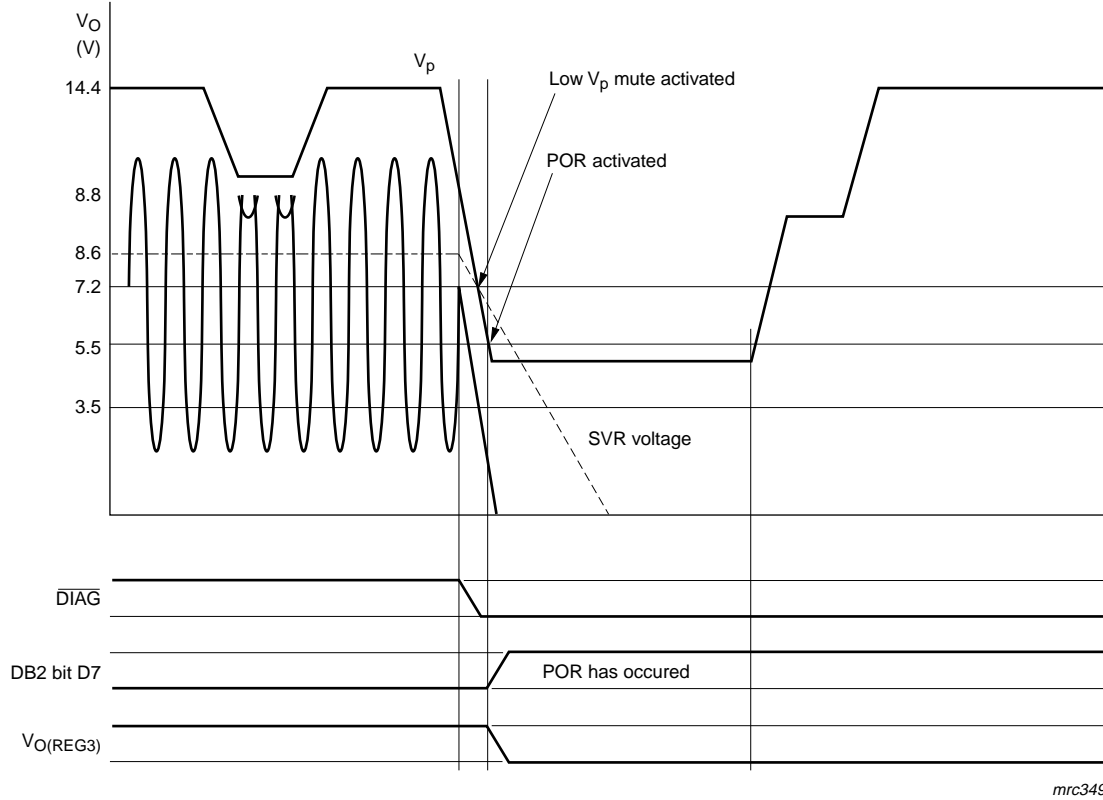 VO
(V)
Vp
14.4
Low Vp mute activated
POR activated
8.8
8.6
7.2
5.5
3.5
SVR voltage
DIAG
DB2 bit D7
POR has occured
VO(REG3)
mrc349